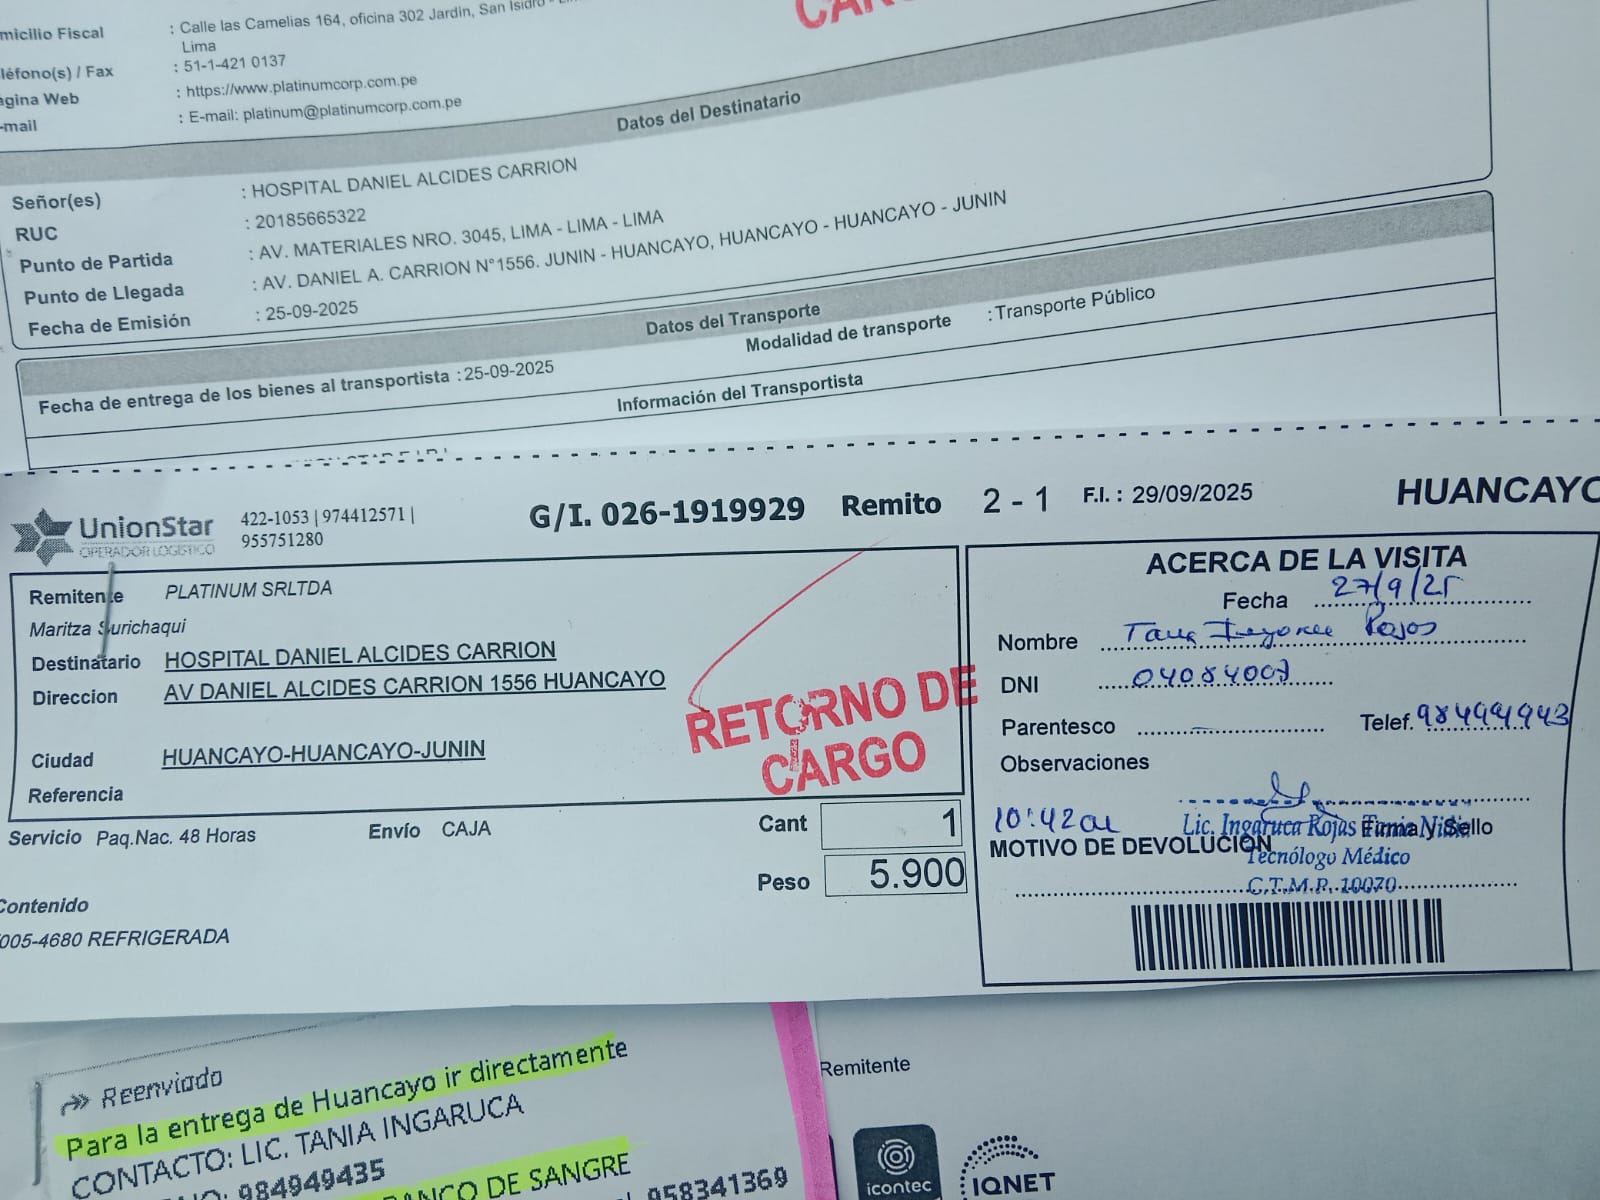 CAR
micilio Fiscal : Calle las Camelias 164, oficina 302 Jardin, San Isidro -
Lima
léfono(s) / Fax : 51-1-421 0137
ágina Web : https://www.platinumcorp.com.pe
-mail : E-mail: platinum@platinumcorp.com.pe
Datos del Destinatario
Señor(es) : HOSPITAL DANIEL ALCIDES CARRION
RUC : 20185665322
Punto de Partida : AV. MATERIALES NRO. 3045, LIMA - LIMA - LIMA
Punto de Llegada : AV. DANIEL A. CARRION N°1556. JUNIN - HUANCAYO, HUANCAYO - HUANCAYO - JUNIN
Fecha de Emisión : 25-09-2025
Datos del Transporte
Fecha de entrega de los bienes al transportista : 25-09-2025 Modalidad de transporte : Transporte Público
Información del Transportista
UnionStar
OPERADOR LOGISTICO
422-1053 | 974412571 |
955751280
G/I. 026-1919929 Remito 2 - 1 F.I. : 29/09/2025 HUANCAYO
Remitente PLATINUM SRLTDA
Maritza Surichaqui
Destinatario HOSPITAL DANIEL ALCIDES CARRION
Direccion AV DANIEL ALCIDES CARRION 1556 HUANCAYO
Ciudad HUANCAYO-HUANCAYO-JUNIN
Referencia
RETORNO DE
CARGO
Servicio Paq.Nac. 48 Horas Envío CAJA Cant 1
Peso 5.900
Contenido
005-4680 REFRIGERADA
ACERCA DE LA VISITA
Fecha 27/9/25
Nombre Rojos
DNI 04084007
Parentesco Telef. 984991943
Observaciones
10:42
Lic. Ingaruca Rojas Tania
Firma y Sello
MOTIVO DE DEVOLUCION
Tecnólogo Médico
C.T.M.P. 10070
Reenviado
Para la entrega de Huancayo ir directamente
CONTACTO: LIC. TANIA INGARUCA
984949435
BANCO DE SANGRE
958341369
Remitente
icontec
IQNET